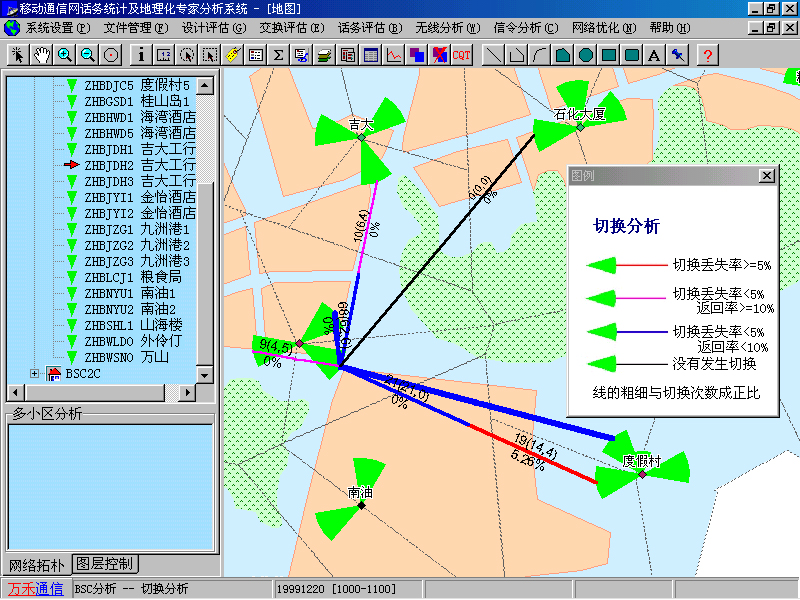 移动通信网话务统计及地理化专家分析系统 - [地图]
系统设置(P) 文件管理(F) 设计评估(G) 交换评估(E) 话务评估(B) 无线分析(W) 信令分析(C) 网络优化(N) 帮助(H)
CQT A ?
ZHBDJC5 度假村5
ZHBGSD1 桂山岛1
ZHBHWD1 海湾酒店
ZHBHWD5 海湾酒店
ZHBJDH1 吉大工行
ZHBJDH2 吉大工行
ZHBJDH3 吉大工行
ZHBJYI1 金怡酒店
ZHBJYI2 金怡酒店
ZHBJZG1 九洲港1
ZHBJZG2 九洲港2
ZHBJZG3 九洲港3
ZHBLCJ1 粮食局
ZHBNYU1 南油1
ZHBNYU2 南油2
ZHBSHL1 山海楼
ZHBWLD0 外伶仃
ZHBWSN0 万山
BSC2C
多小区分析
网络拓朴 图层控制
吉大
石化大厦
0(0,0)
0%
10(6,4)
0%
9(4,5)
0%
0%
21(21,0)
0%
19(14,4)
5.26%
度假村
南油
图例
切换分析
切换丢失率>=5%
切换丢失率<5%
返回率>=10%
切换丢失率<5%
返回率<10%
没有发生切换
线的粗细与切换次数成正比
万禾通信 BSC分析 -- 切换分析 19991220 [1000-1100]